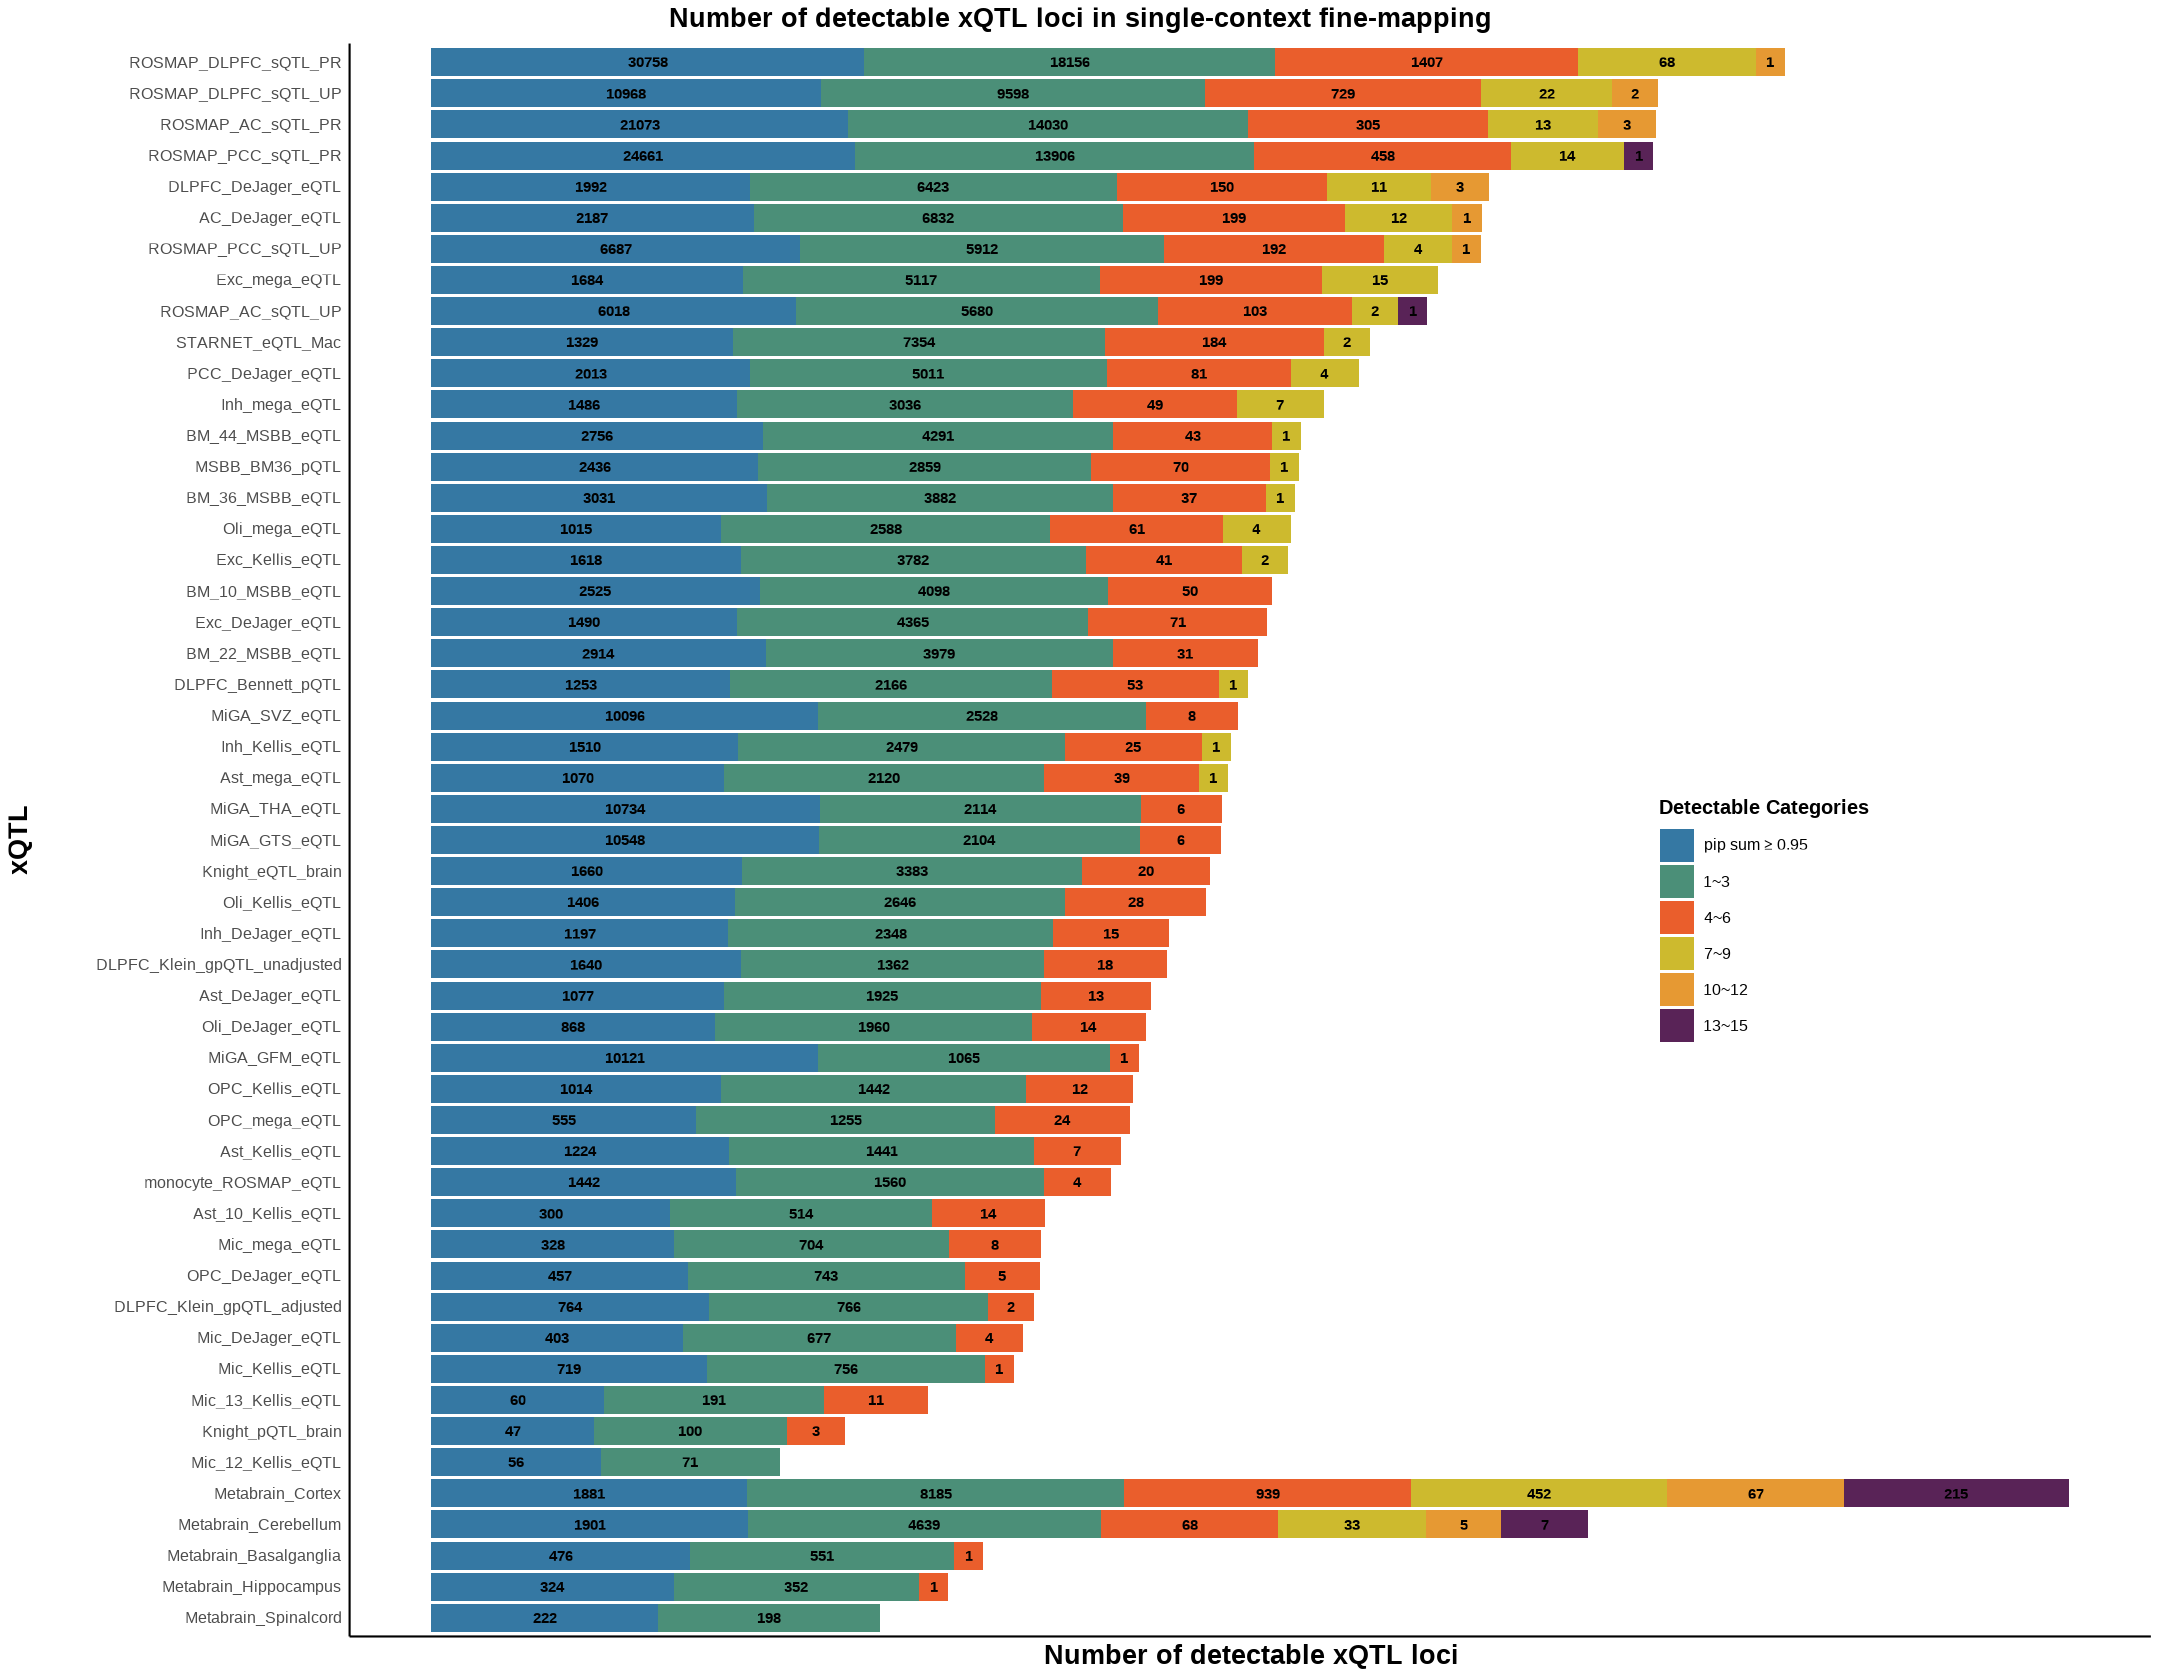 Number of detectable xQTL loci in single-context fine-mapping
ROSMAP_DLPFC_sQTL_PR 30758 18156 1407 68 1
ROSMAP_DLPFC_sQTL_UP 10968 9598 729 22 2
ROSMAP_AC_sQTL_PR 21073 14030 305 13 3
ROSMAP_PCC_sQTL_PR 24661 13906 458 14 1
DLPFC_DeJager_eQTL 1992 6423 150 11 3
AC_DeJager_eQTL 2187 6832 199 12 1
ROSMAP_PCC_sQTL_UP 6687 5912 192 4 1
Exc_mega_eQTL 1684 5117 199 15
ROSMAP_AC_sQTL_UP 6018 5680 103 2 1
STARNET_eQTL_Mac 1329 7354 184 2
PCC_DeJager_eQTL 2013 5011 81 4
Inh_mega_eQTL 1486 3036 49 7
BM_44_MSBB_eQTL 2756 4291 43 1
MSBB_BM36_pQTL 2436 2859 70 1
BM_36_MSBB_eQTL 3031 3882 37 1
Oli_mega_eQTL 1015 2588 61 4
Exc_Kellis_eQTL 1618 3782 41 2
BM_10_MSBB_eQTL 2525 4098 50
Exc_DeJager_eQTL 1490 4365 71
BM_22_MSBB_eQTL 2914 3979 31
DLPFC_Bennett_pQTL 1253 2166 53 1
MiGA_SVZ_eQTL 10096 2528 8
Inh_Kellis_eQTL 1510 2479 25 1
Ast_mega_eQTL 1070 2120 39 1
MiGA_THA_eQTL 10734 2114 6
MiGA_GTS_eQTL 10548 2104 6
Knight_eQTL_brain 1660 3383 20
Oli_Kellis_eQTL 1406 2646 28
Inh_DeJager_eQTL 1197 2348 15
DLPFC_Klein_gpQTL_unadjusted 1640 1362 18
Ast_DeJager_eQTL 1077 1925 13
Oli_DeJager_eQTL 868 1960 14
MiGA_GFM_eQTL 10121 1065 1
OPC_Kellis_eQTL 1014 1442 12
OPC_mega_eQTL 555 1255 24
Ast_Kellis_eQTL 1224 1441 7
monocyte_ROSMAP_eQTL 1442 1560 4
Ast_10_Kellis_eQTL 300 514 14
Mic_mega_eQTL 328 704 8
OPC_DeJager_eQTL 457 743 5
DLPFC_Klein_gpQTL_adjusted 764 766 2
Mic_DeJager_eQTL 403 677 4
Mic_Kellis_eQTL 719 756 1
Mic_13_Kellis_eQTL 60 191 11
Knight_pQTL_brain 47 100 3
Mic_12_Kellis_eQTL 56 71
Metabrain_Cortex 1881 8185 939 452 67 215
Metabrain_Cerebellum 1901 4639 68 33 5 7
Metabrain_Basalganglia 476 551 1
Metabrain_Hippocampus 324 352 1
Metabrain_Spinalcord 222 198
xQTL
Number of detectable xQTL loci
Detectable Categories
pip sum ≥ 0.95
1~3
4~6
7~9
10~12
13~15